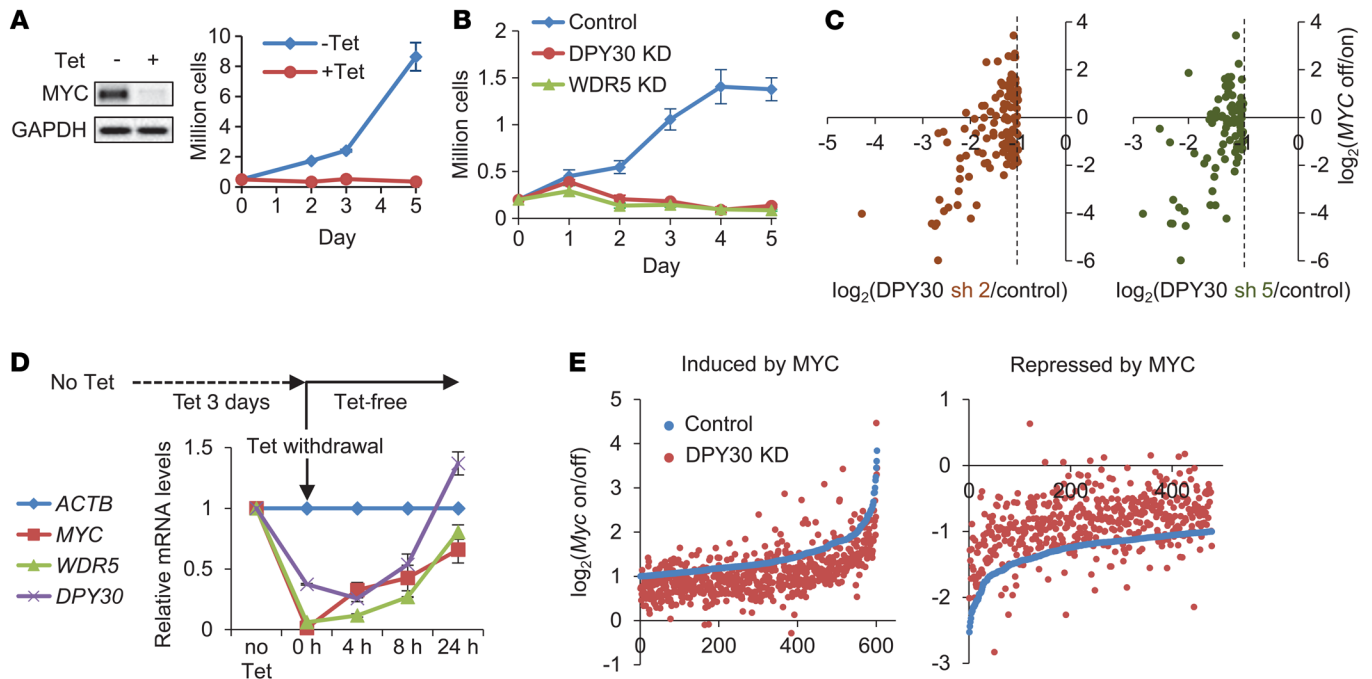 A
Tet - +
MYC
GAPDH
Million cells
10
8
6
4
2
0
-Tet
+Tet
0 2 3 5
Day
B
Million cells
2
1.5
1
0.5
0
Control
DPY30 KD
WDR5 KD
0 1 2 3 4 5
Day
C
4
2
0
-2
-4
-6
-5 -4 -3 -2 -1 0
log2(DPY30 sh 2/control)
4
2
0
-2
-4
-6
-3 -2 -1 0
log2(MYC off/on)
log2(DPY30 sh 5/control)
D
No Tet
Tet 3 days
Tet-free
Tet withdrawal
Relative mRNA levels
1.5
1
0.5
0
ACTB
MYC
WDR5
DPY30
no Tet
0 h 4 h 8 h 24 h
E
Induced by MYC
log2(Myc on/off)
5
4
3
2
1
0
-1
Control
DPY30 KD
0 200 400 600
Repressed by MYC
1
0
-1
-2
-3
0 200 400